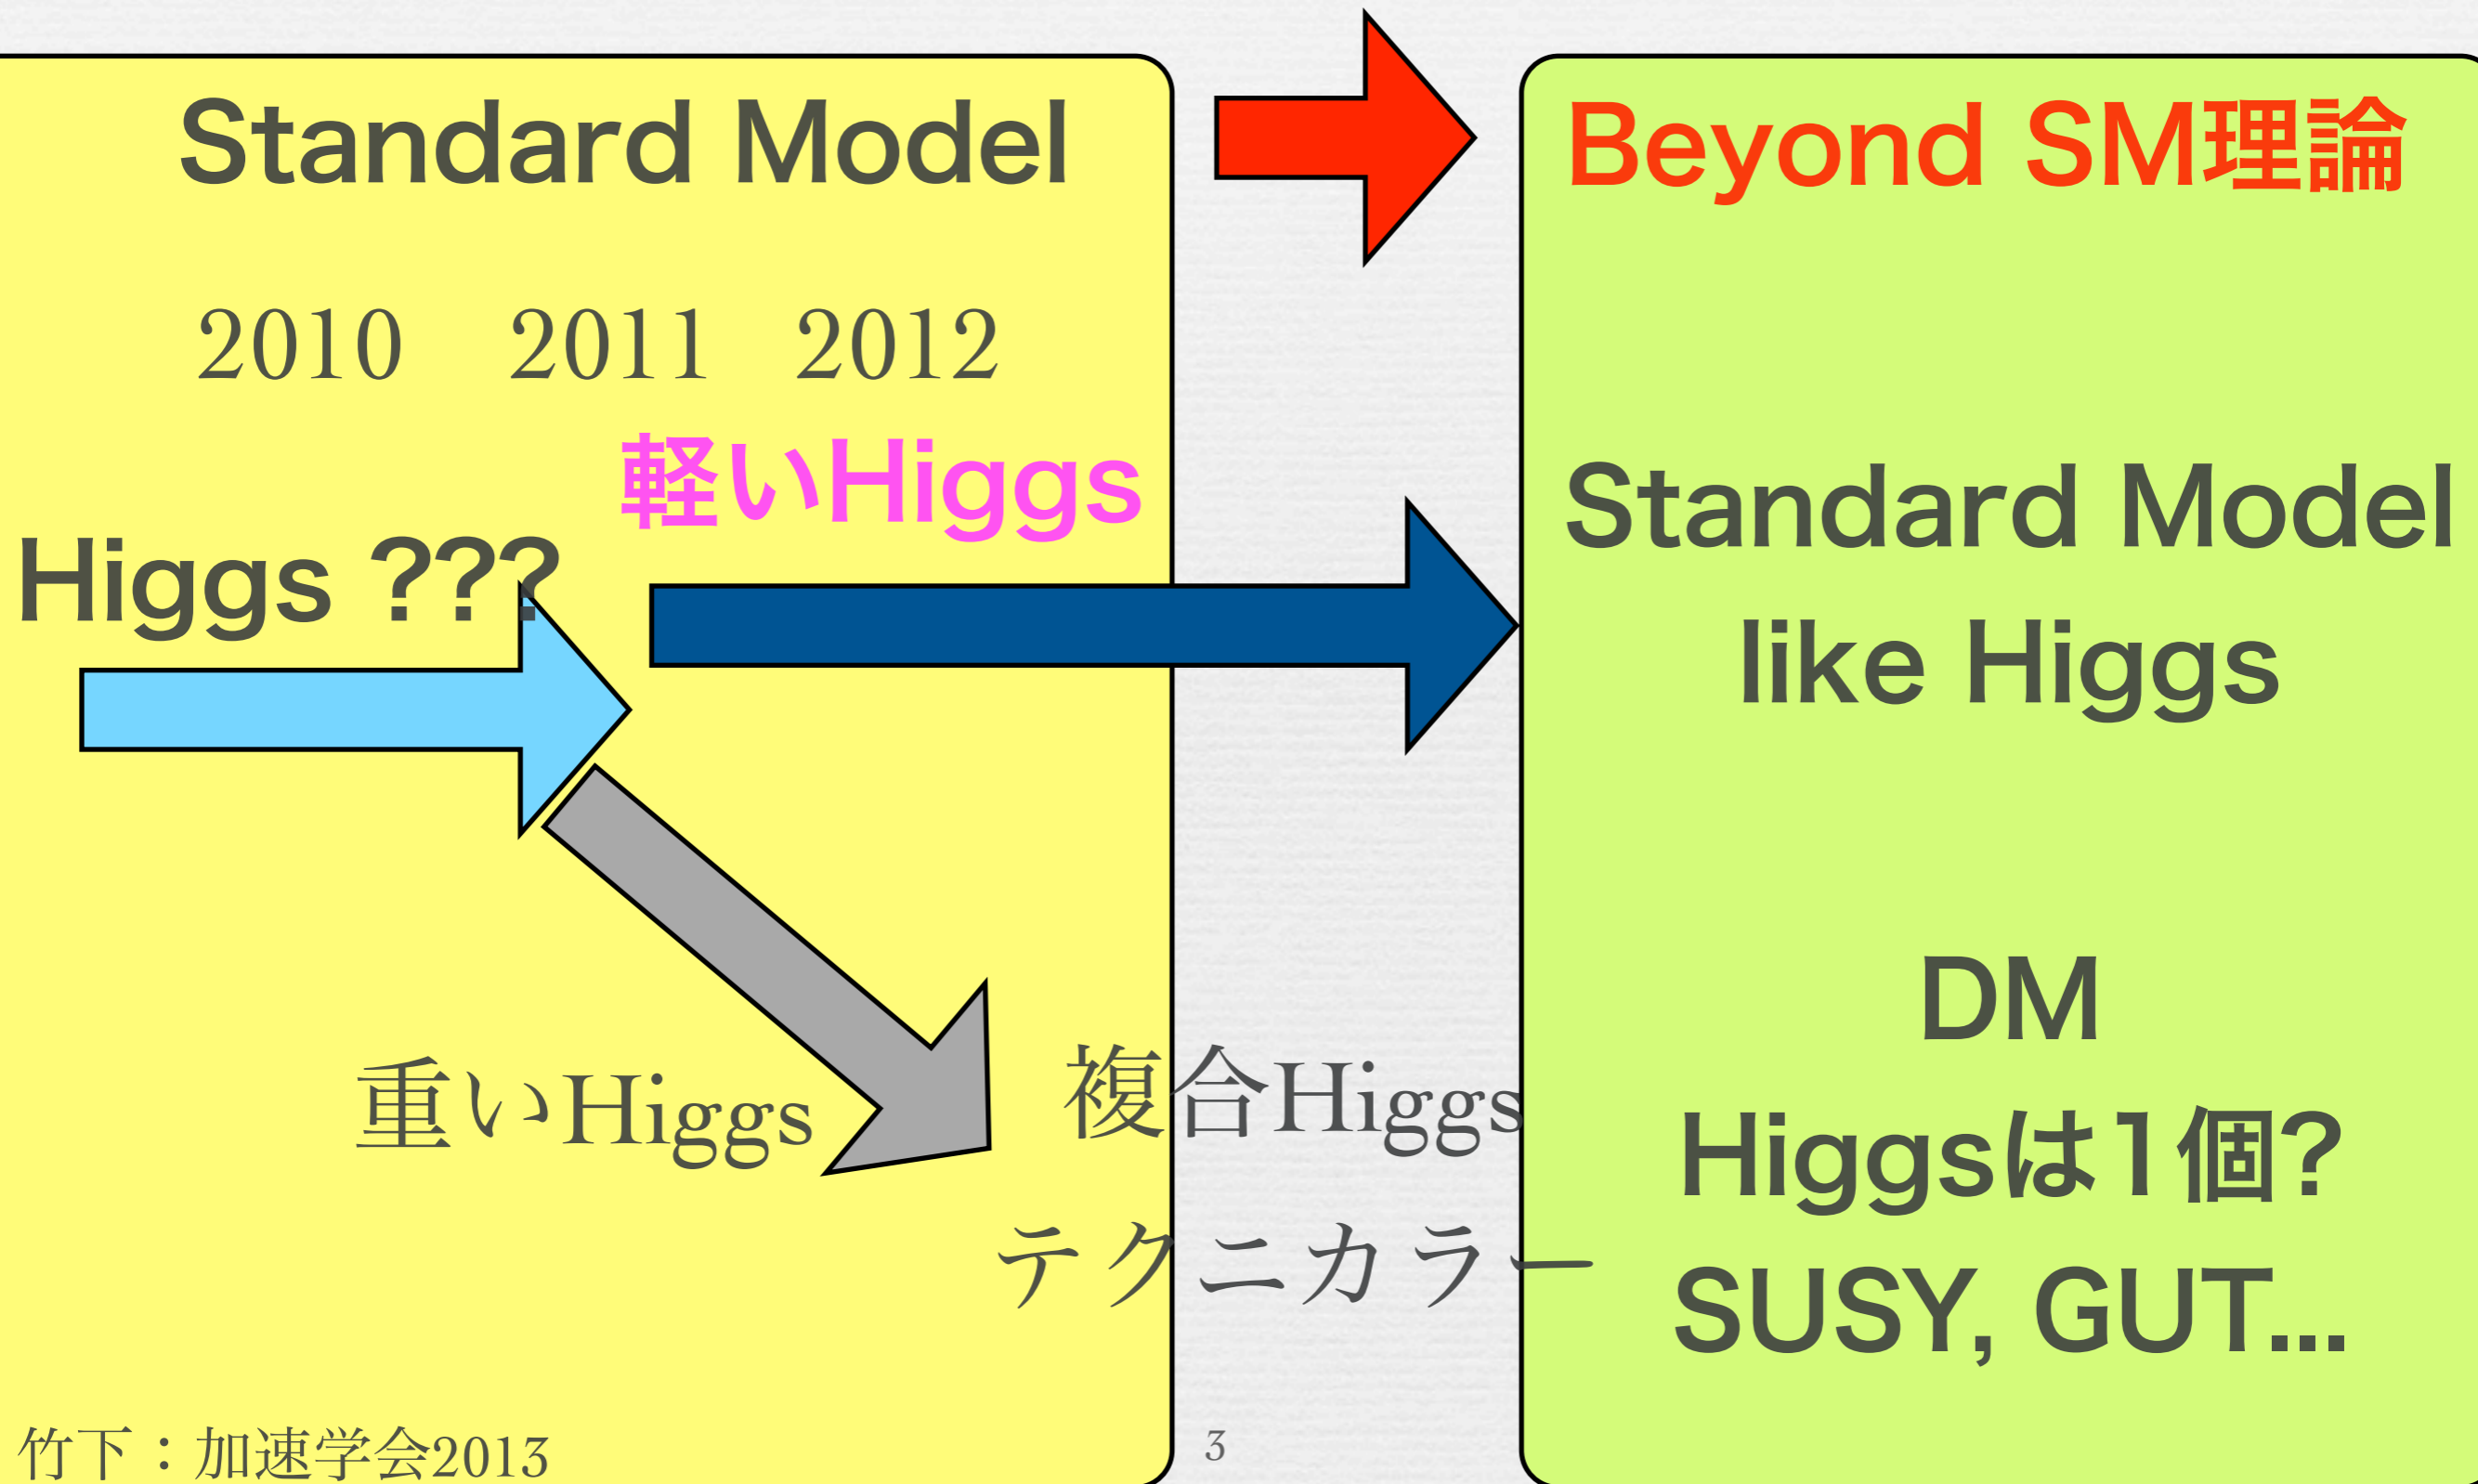 Standard Model
2010 2011 2012
軽いHiggs
Higgs ???
重いHiggs
複合Higgs
テクニカラー
Beyond SM理論
Standard Model
like Higgs
DM
Higgsは1個?
SUSY, GUT...
竹下：加速学会2013
3